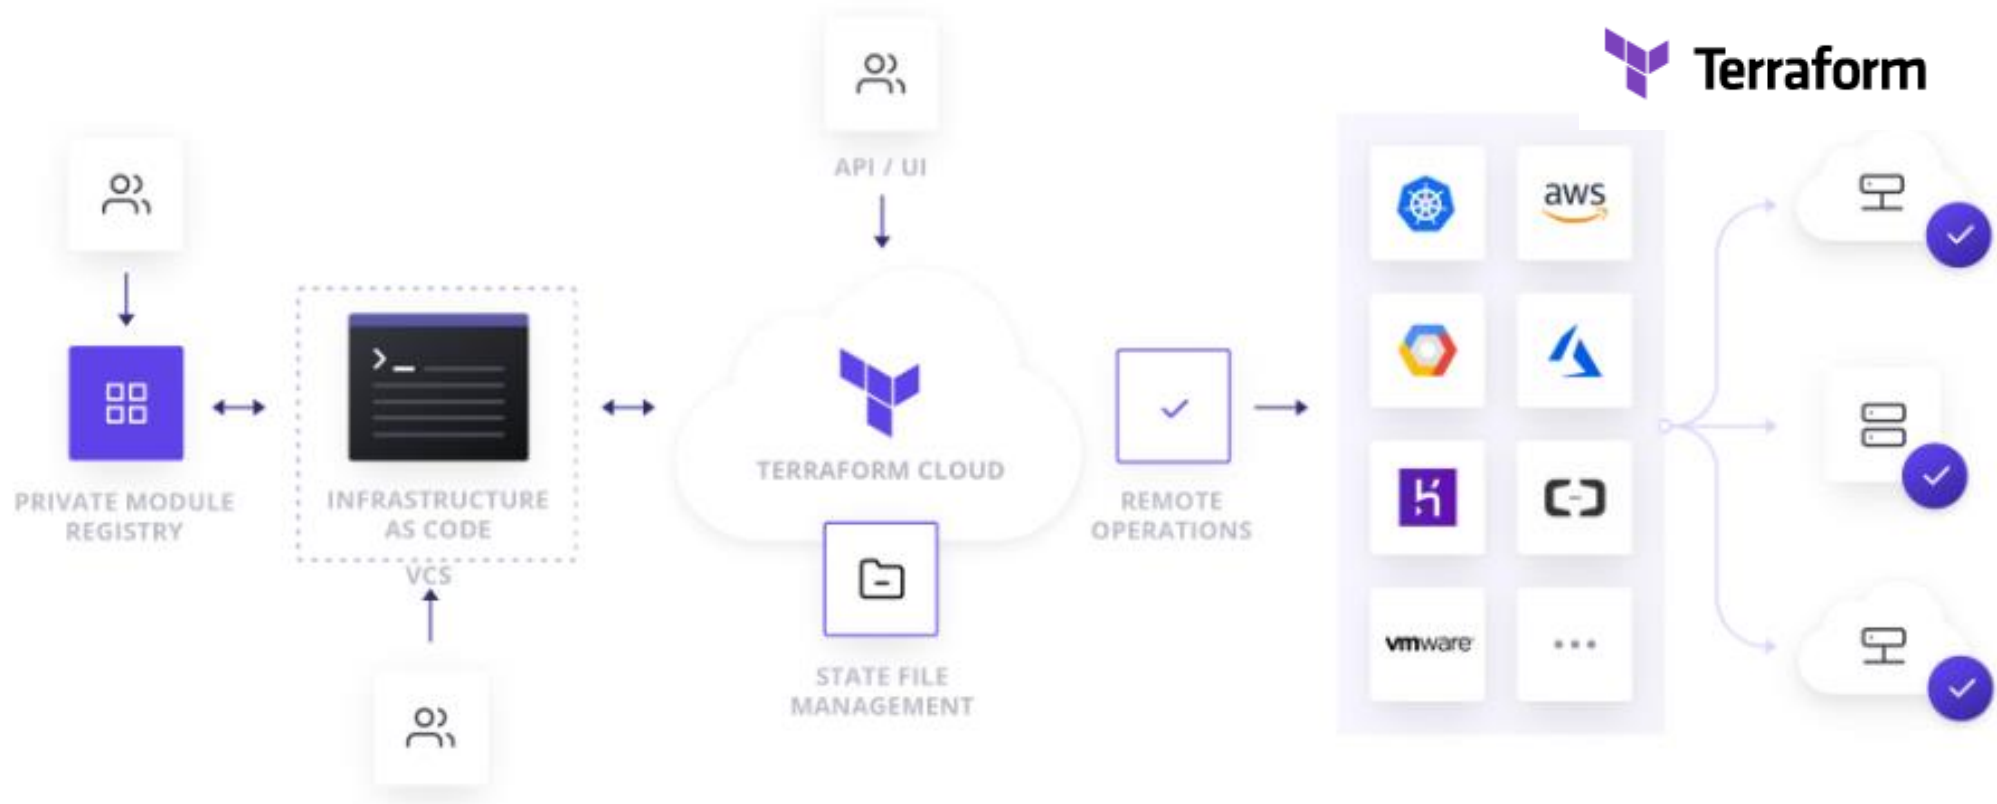 Terraform
API / UI
aws
PRIVATE MODULE
REGISTRY
INFRASTRUCTURE
AS CODE
VCS
TERRAFORM CLOUD
STATE FILE
MANAGEMENT
REMOTE
OPERATIONS
vmware